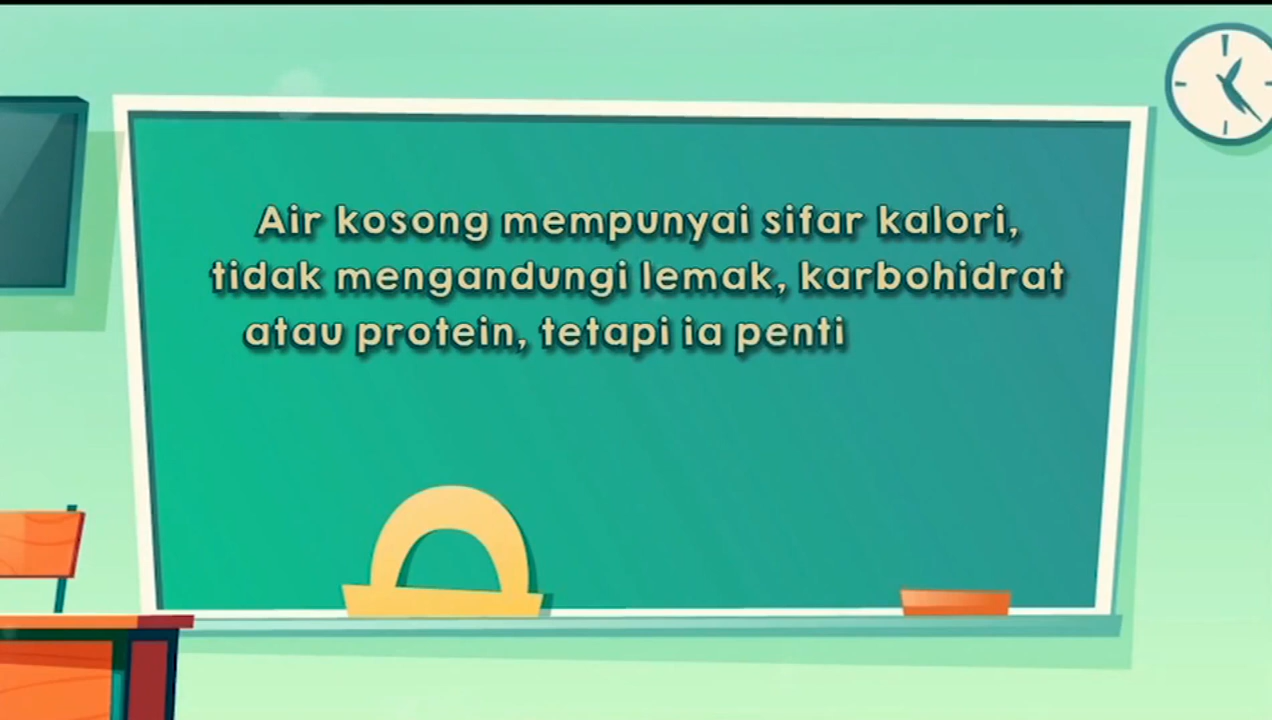 Air kosong mempunyai sifar kalori,
tidak mengandungi lemak, karbohidrat
atau protein, tetapi ia penti